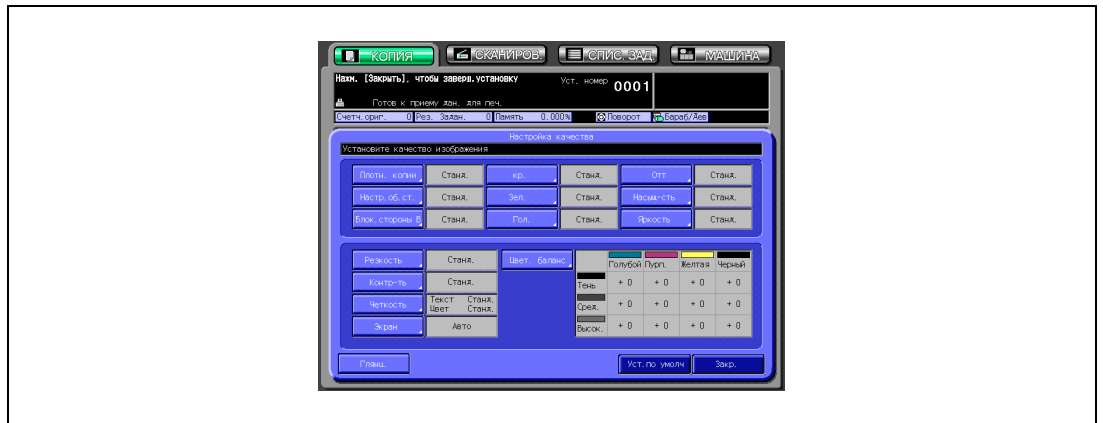 КОПИЯ СКАНИРОВ. СПИС. ЗАД. МАШИНА
Нажм. [Закрыть], чтобы заверш.установку Уст. номер 0001
Готов к приему дан. для печ.
Счетч.ориг. 0 Рез. Задан. 0 Память 0.000% Поворот Бараб/Лев
Настройка качества
Установите качество изображения
Плотн. копии Станд. кр. Станд. Отт Станд.
Настр.об.ст. Станд. Зел. Станд. Насыщ-сть Станд.
Блок.стороны B Станд. Гол. Станд. Яркость Станд.
Резкость Станд. Цвет. баланс Голубой Пурп. Желтая Черный
Контр-ть Станд. Тень + 0 + 0 + 0 + 0
Четкость Текст Станд. Цвет Станд. Сред. + 0 + 0 + 0 + 0
Экран Авто Высок. + 0 + 0 + 0 + 0
Глянц. Уст.по умолч Закр.